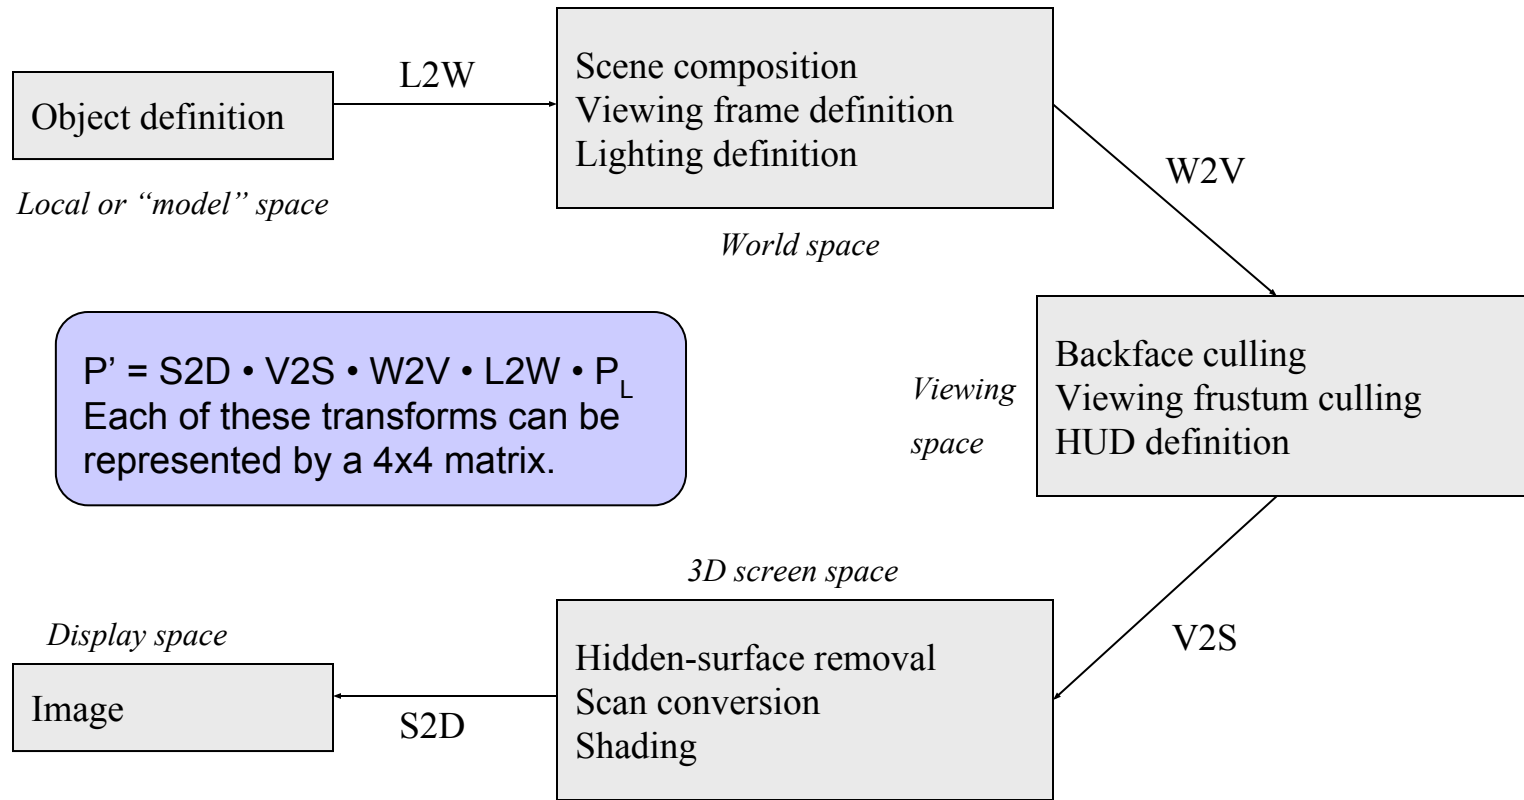 Object definition
Local or “model” space
L2W
Scene composition
Viewing frame definition
Lighting definition
World space
W2V
Backface culling
Viewing frustum culling
HUD definition
Viewing
space
P’ = S2D • V2S • W2V • L2W • P_L
Each of these transforms can be
represented by a 4x4 matrix.
V2S
3D screen space
Hidden-surface removal
Scan conversion
Shading
S2D
Display space
Image